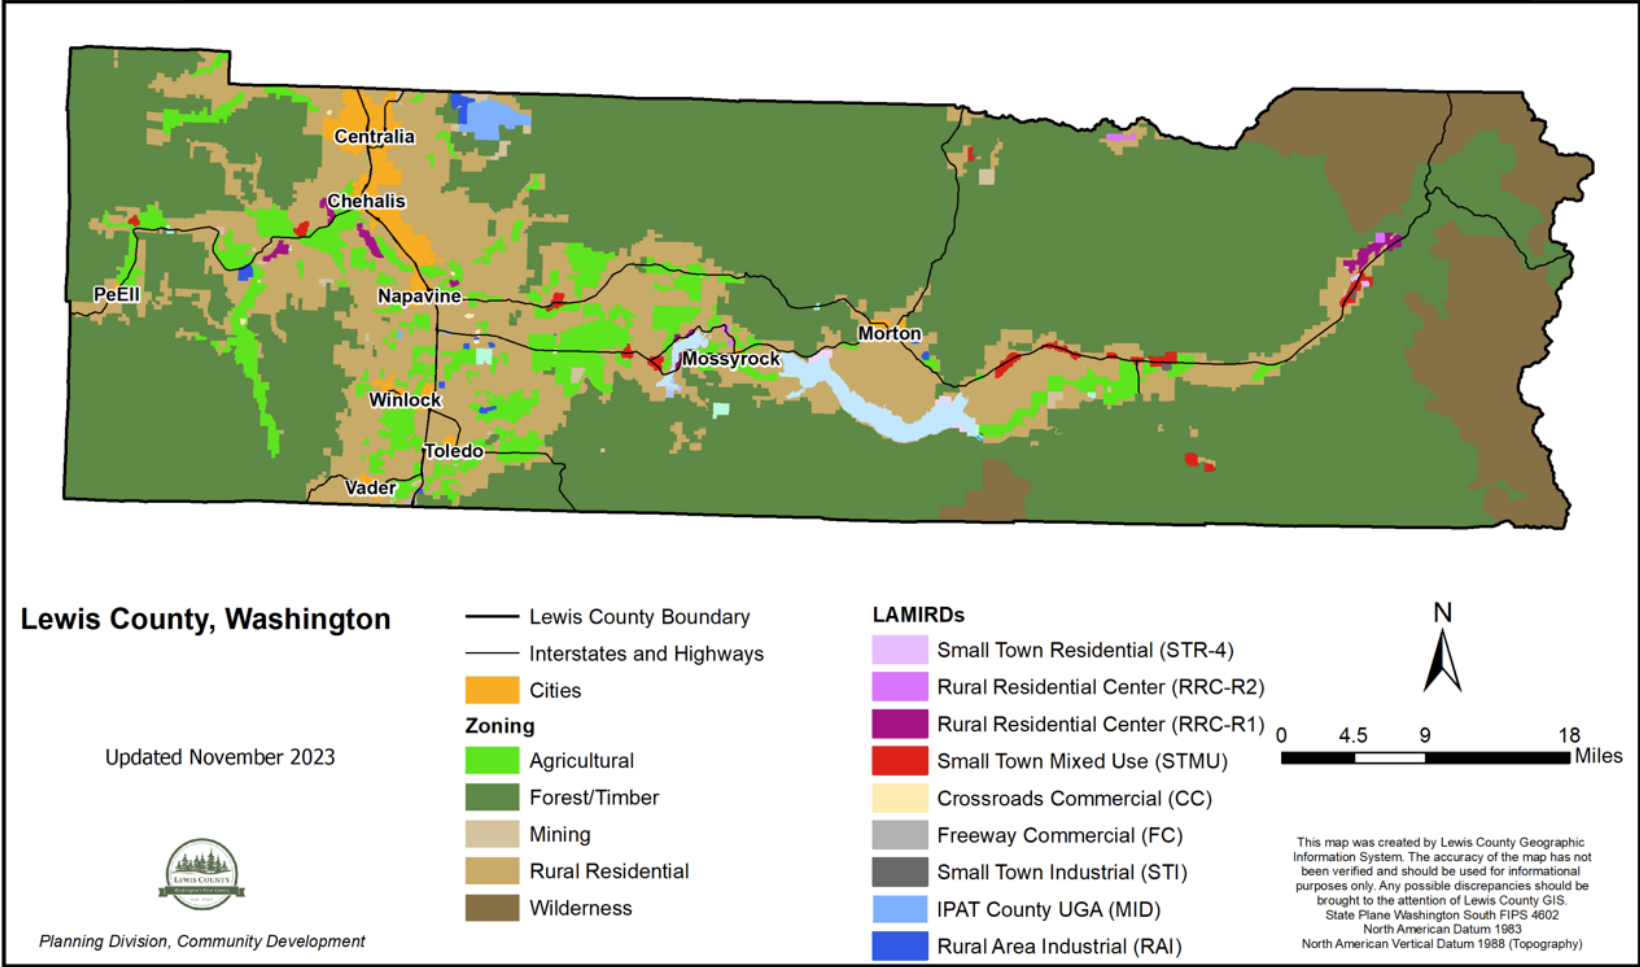 Centralia
Chehalis
PeEll
Napavine
Morton
Mossyrock
Winlock
Toledo
Vader
Lewis County, Washington
Updated November 2023
LEWIS COUNTY
Planning Division, Community Development
Lewis County Boundary
Interstates and Highways
Cities
Zoning
Agricultural
Forest/Timber
Mining
Rural Residential
Wilderness
LAMIRDs
Small Town Residential (STR-4)
Rural Residential Center (RRC-R2)
Rural Residential Center (RRC-R1)
Small Town Mixed Use (STMU)
Crossroads Commercial (CC)
Freeway Commercial (FC)
Small Town Industrial (STI)
IPAT County UGA (MID)
Rural Area Industrial (RAI)
N
0 4.5 9 18
Miles
This map was created by Lewis County Geographic
Information System. The accuracy of the map has not
been verified and should be used for informational
purposes only. Any possible discrepancies should be
brought to the attention of Lewis County GIS.
State Plane Washington South FIPS 4602
North American Datum 1983
North American Vertical Datum 1988 (Topography)